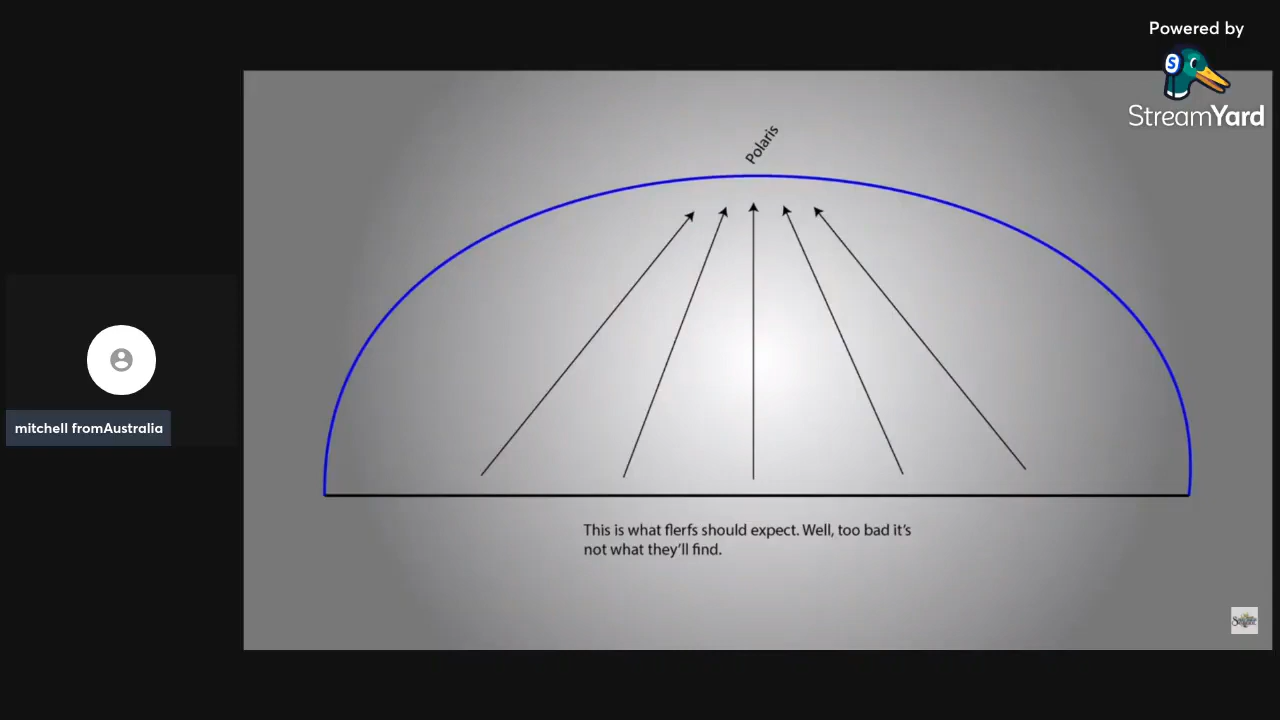 Powered by
S
StreamYard
Polaris
mitchell fromAustralia
This is what flerfs should expect. Well, too bad it's
not what they'll find.